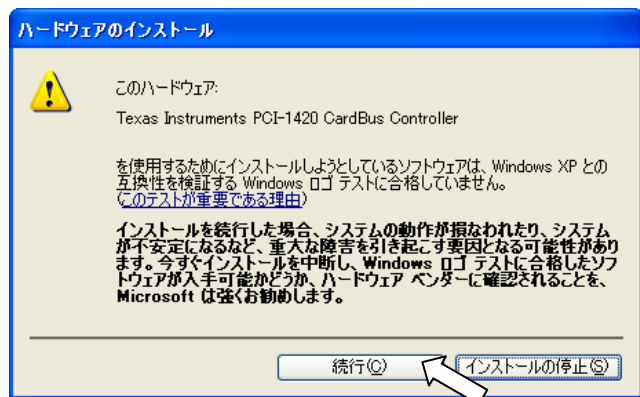 ハードウェアのインストール
このハードウェア:
Texas Instruments PCI-1420 CardBus Controller
を使用するためにインストールしようとしているソフトウェアは、Windows XP との
互換性を検証する Windows ロゴ テストに合格していません。
(このテストが重要である理由)
インストールを続行した場合、システムの動作が損なわれたり、システム
が不安定になるなど、重大な障害を引き起こす要因となる可能性があり
ます。今すぐインストールを中断し、Windows ロゴ テストに合格したソフ
トウェアが入手可能かどうか、ハードウェア ベンダーに確認されることを、
Microsoft は強くお勧めします。
続行(C) インストールの停止(S)